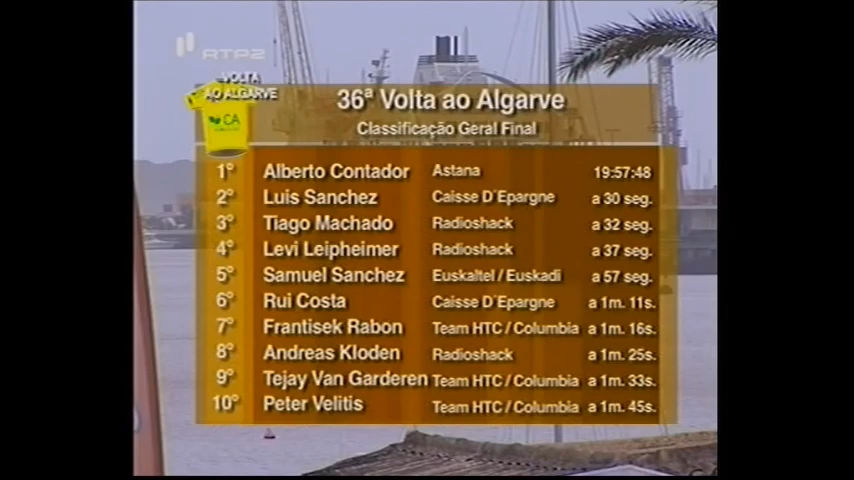 RTP2
VOLTA
AO ALGARVE
CA
36ª Volta ao Algarve
Classificação Geral Final
1º Alberto Contador Astana 19:57:48
2º Luis Sanchez Caisse D´Epargne a 30 seg.
3º Tiago Machado Radioshack a 32 seg.
4º Levi Leipheimer Radioshack a 37 seg.
5º Samuel Sanchez Euskaltel / Euskadi a 57 seg.
6º Rui Costa Caisse D´Epargne a 1m. 11s.
7º Frantisek Rabon Team HTC / Columbia a 1m. 16s.
8º Andreas Kloden Radioshack a 1m. 25s.
9º Tejay Van Garderen Team HTC / Columbia a 1m. 33s.
10º Peter Velitis Team HTC / Columbia a 1m. 45s.